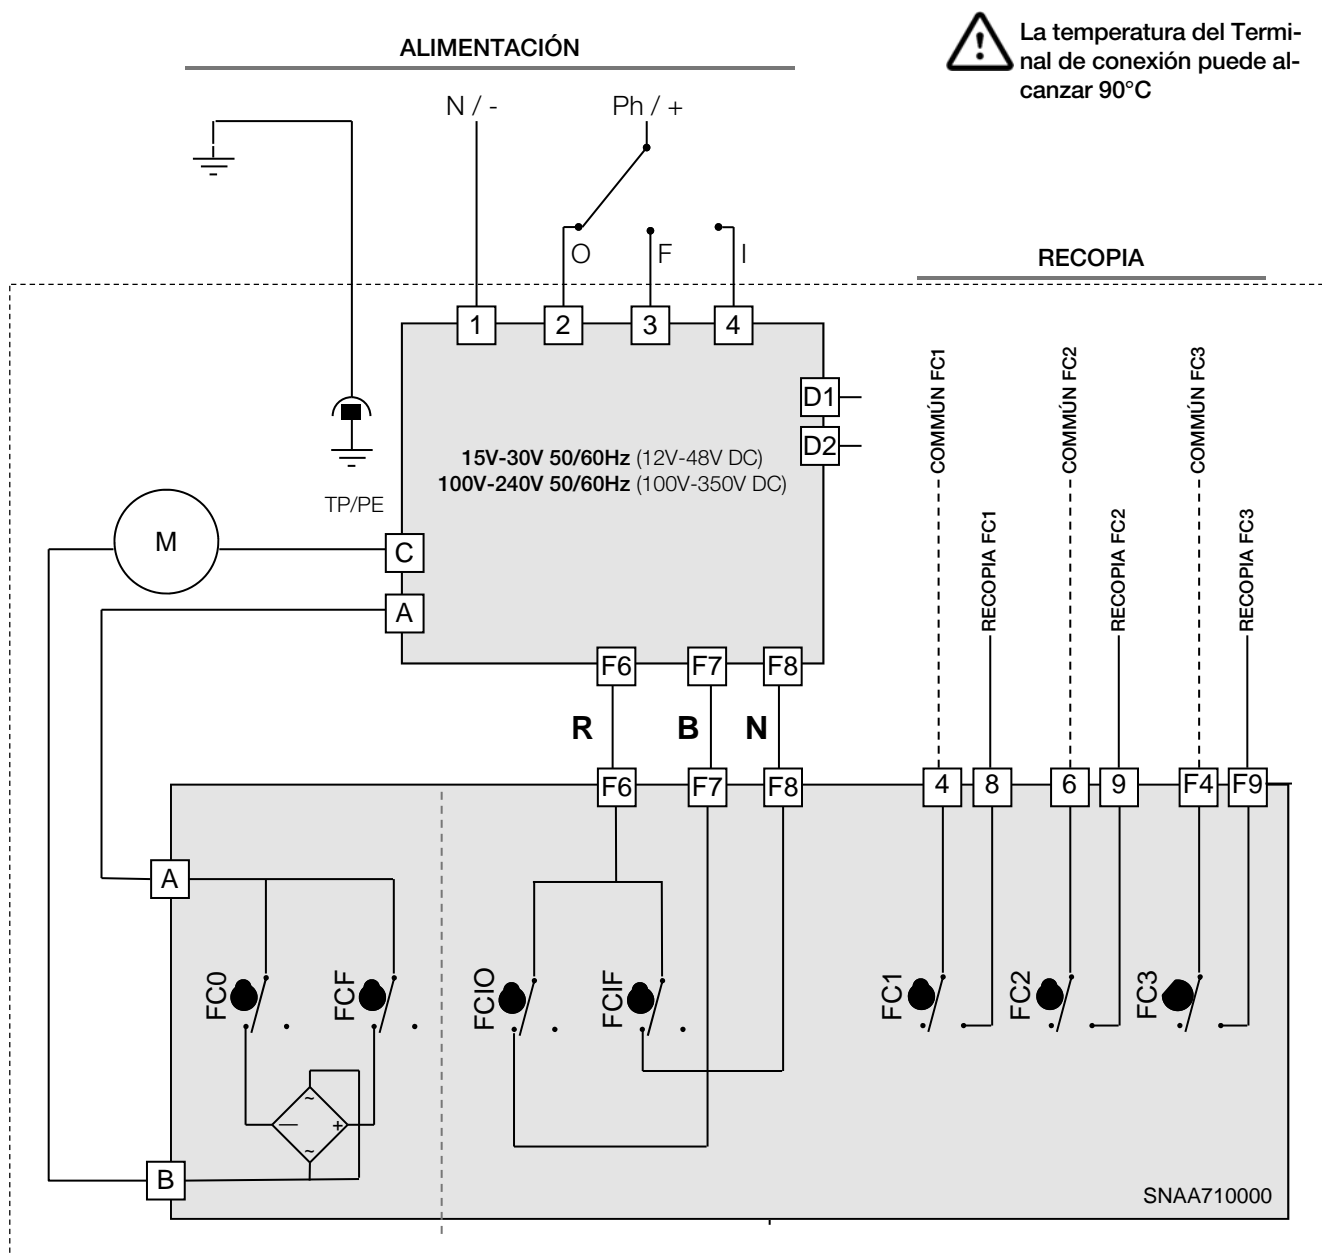 ALIMENTACIÓN
La temperatura del Termi-
nal de conexión puede al-
canzar 90°C
N / -
Ph / +
O
F
I
RECOPIA
1
2
3
4
D1
D2
15V-30V 50/60Hz (12V-48V DC)
100V-240V 50/60Hz (100V-350V DC)
TP/PE
M
C
A
F6
F7
F8
R
B
N
COMMÚN FC1
RECOPIA FC1
COMMÚN FC2
RECOPIA FC2
COMMÚN FC3
RECOPIA FC3
F6
F7
F8
4
8
6
9
F4
F9
A
FC0
FCF
FCIO
FCIF
FC1
FC2
FC3
~
—
+
~
B
SNAA710000